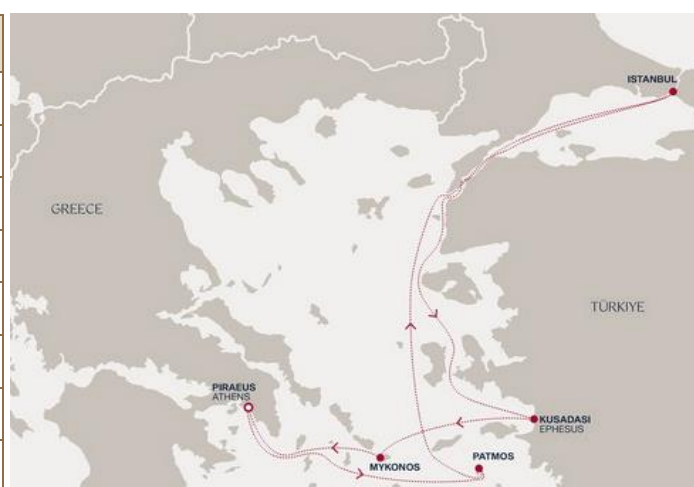 ISTANBUL
GREECE
TÜRKIYE
PIRAEUS
ATHENS
KUSADASI
EPHESUS
MYKONOS
PATMOS